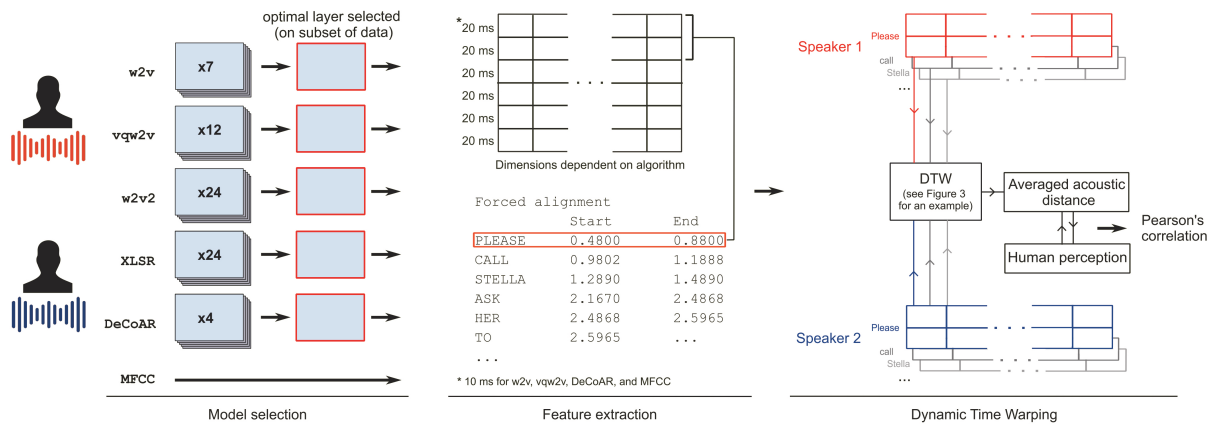 optimal layer selected
(on subset of data)
w2v
x7
vqw2v
x12
w2v2
x24
XLSR
x24
DeCoAR
x4
MFCC
Model selection
*
20 ms
20 ms
20 ms
20 ms
20 ms
20 ms
. . .
Dimensions dependent on algorithm
Forced alignment
Start End
PLEASE 0.4800 0.8800
CALL 0.9802 1.1888
STELLA 1.2890 1.4890
ASK 2.1670 2.4868
HER 2.4868 2.5965
TO 2.5965 ...
...
* 10 ms for w2v, vqw2v, DeCoAR, and MFCC
Feature extraction
Speaker 1
Please
. . .
call
. . .
Stella
. . .
...
DTW
(see Figure 3
for an example)
Averaged acoustic
distance
Human perception
Pearson's
correlation
Speaker 2
Please
. . .
call
. . .
Stella
. . .
...
Dynamic Time Warping